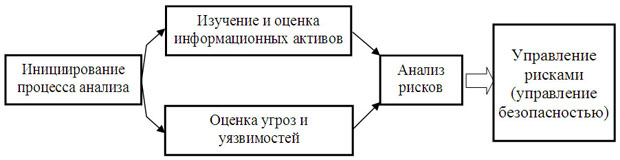 Инициирование
процесса анализа
Изучение и оценка
информационных активов
Оценка угроз и
уязвимостей
Анализ
рисков
Управление
рисками
(управление
безопасностью)